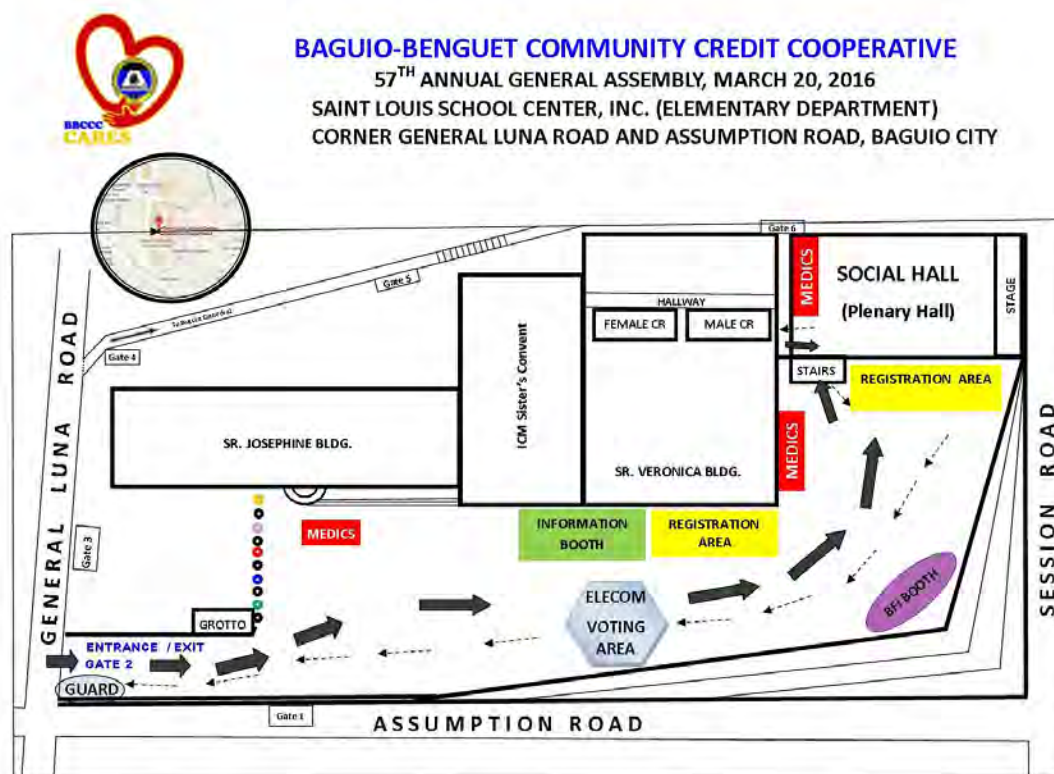 BAGUIO-BENGUET COMMUNITY CREDIT COOPERATIVE
57TH ANNUAL GENERAL ASSEMBLY, MARCH 20, 2016
SAINT LOUIS SCHOOL CENTER, INC. (ELEMENTARY DEPARTMENT)
CORNER GENERAL LUNA ROAD AND ASSUMPTION ROAD, BAGUIO CITY
BBCCC
CARES
Gate 6
MEDICS
SOCIAL HALL
(Plenary Hall)
STAGE
Gate 5
HALLWAY
FEMALE CR
MALE CR
Gate 4
STAIRS
REGISTRATION AREA
ICM Sister's Convent
SR. JOSEPHINE BLDG.
SR. VERONICA BLDG.
MEDICS
GENERAL LUNA ROAD
SESSION ROAD
MEDICS
INFORMATION
BOOTH
REGISTRATION
AREA
Gate 3
BFI BOOTH
ELECOM
VOTING
AREA
GROTTO
ENTRANCE / EXIT
GATE 2
GUARD
Gate 1
ASSUMPTION ROAD